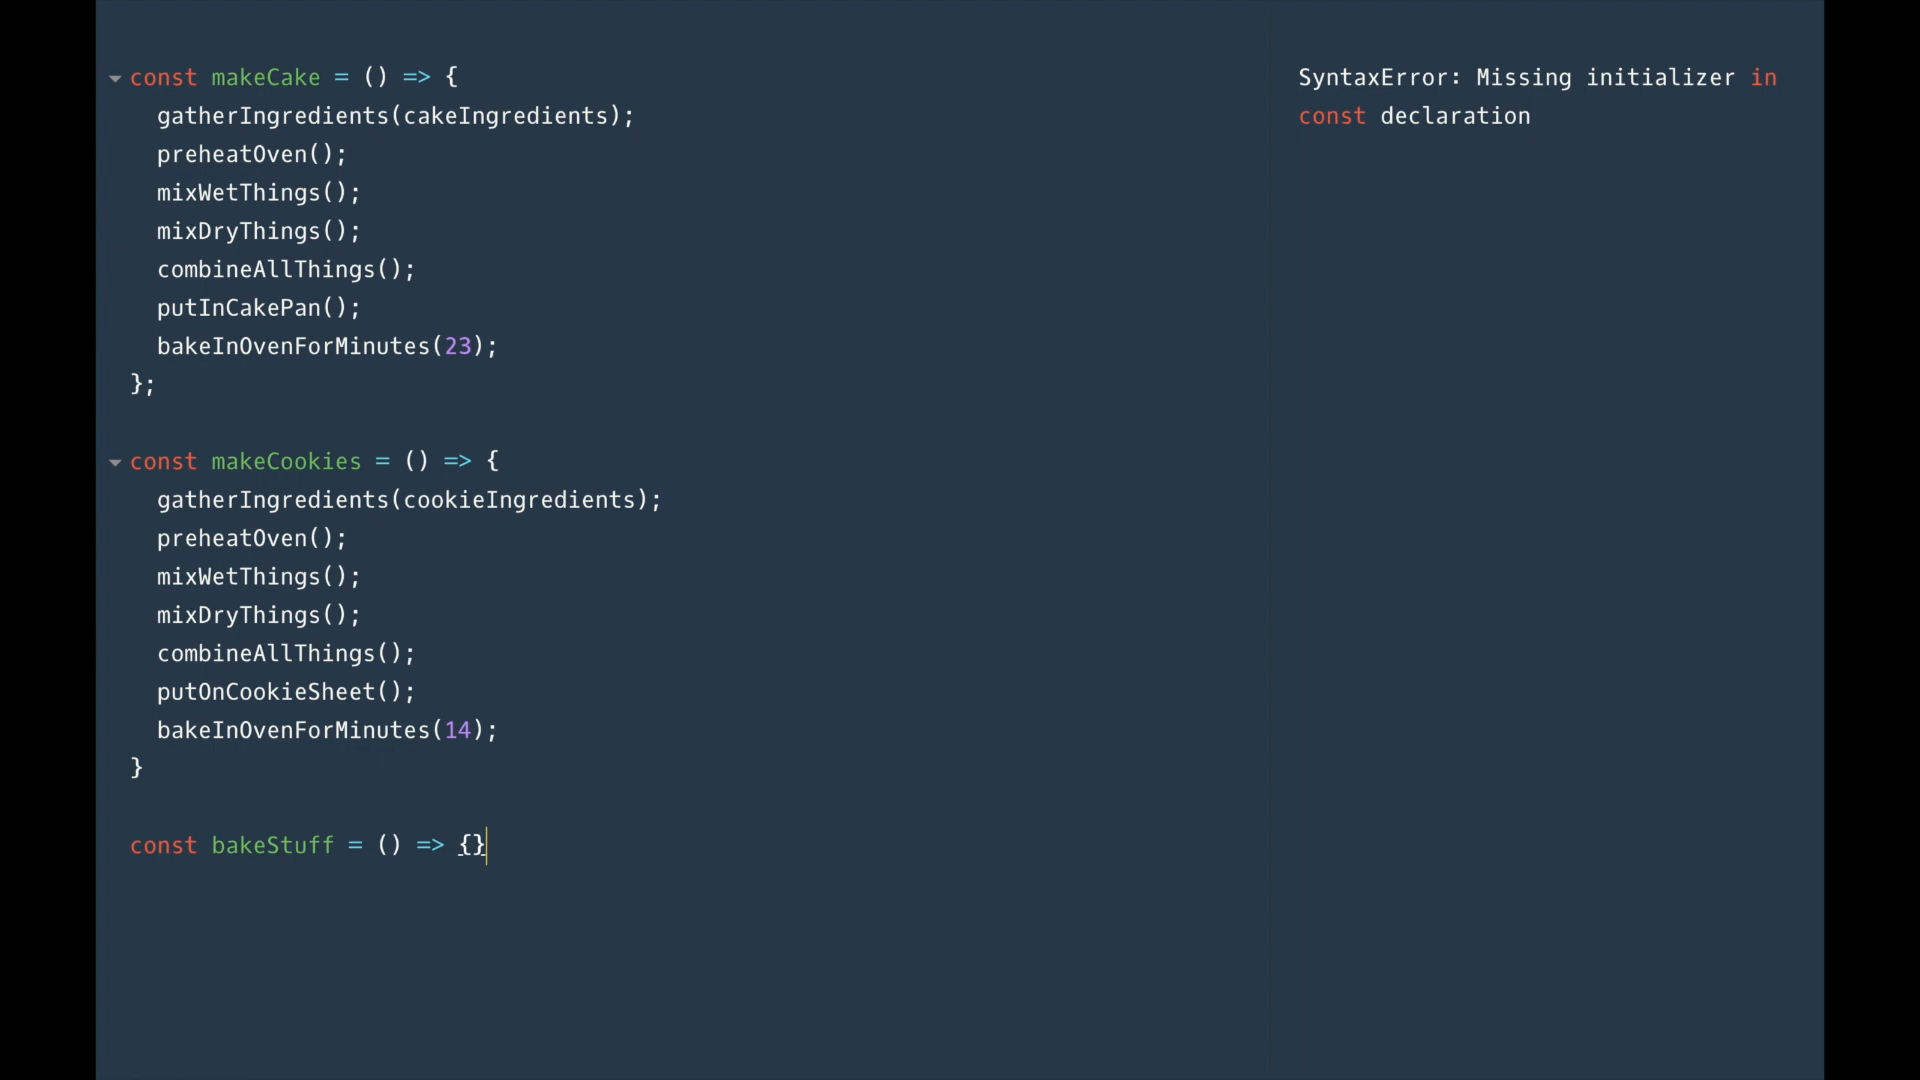 const makeCake = () => {
gatherIngredients(cakeIngredients);
preheatOven();
mixWetThings();
mixDryThings();
combineAllThings();
putInCakePan();
bakeInOvenForMinutes(23);
};
const makeCookies = () => {
gatherIngredients(cookieIngredients);
preheatOven();
mixWetThings();
mixDryThings();
combineAllThings();
putOnCookieSheet();
bakeInOvenForMinutes(14);
}
const bakeStuff = () => {}
SyntaxError: Missing initializer in
const declaration